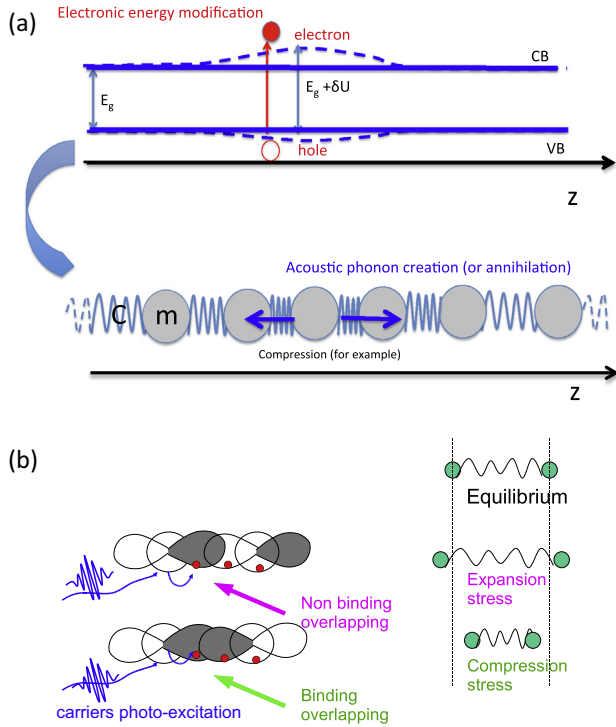 (a)
Electronic energy modification
electron
CB
Eg
Eg +δU
hole
VB
z
Acoustic phonon creation (or annihilation)
C
m
Compression (for example)
z
(b)
Equilibrium
Expansion
stress
Non binding
overlapping
Compression
stress
Binding
overlapping
carriers photo-excitation